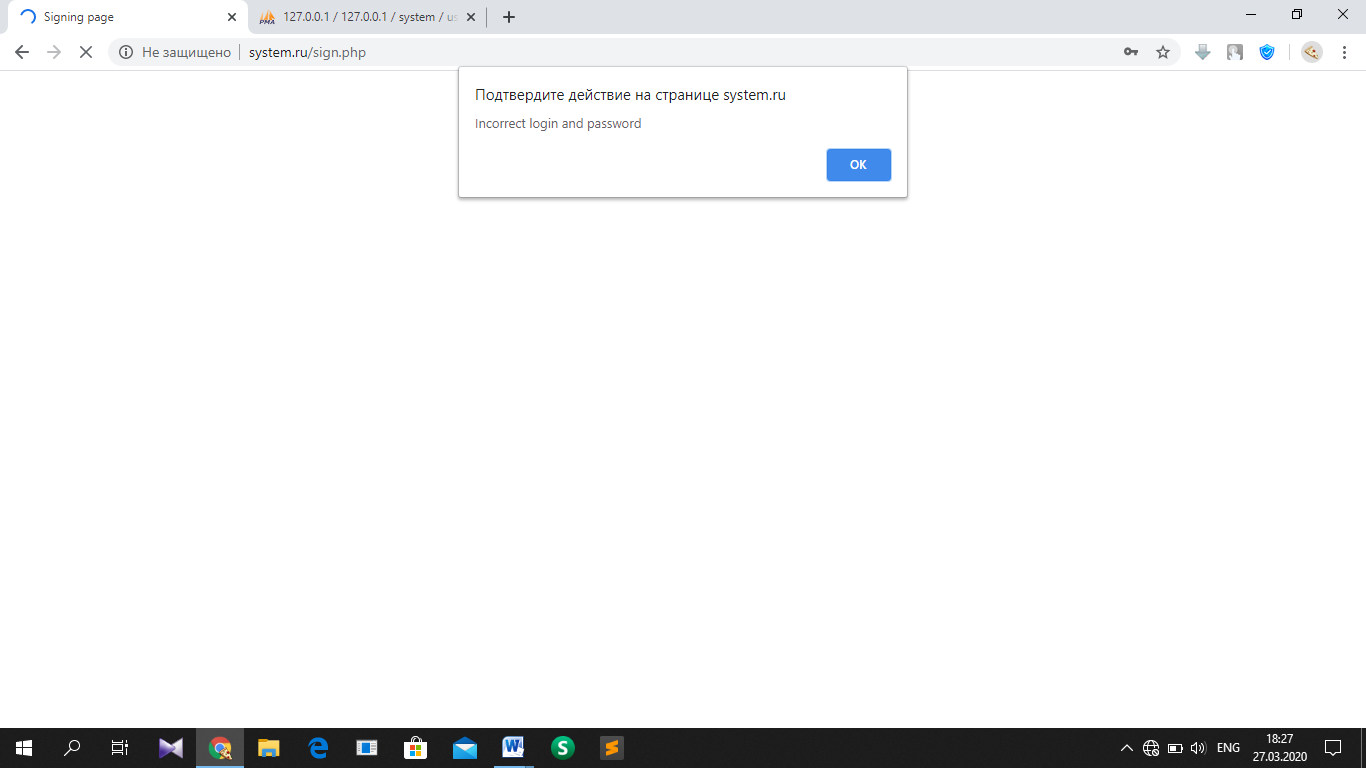 Signing page
127.0.0.1 / 127.0.0.1 / system / us
Не защищено
system.ru/sign.php
Подтвердите действие на странице system.ru
Incorrect login and password
OK
PMA
S
W
ENG
18:27
27.03.2020